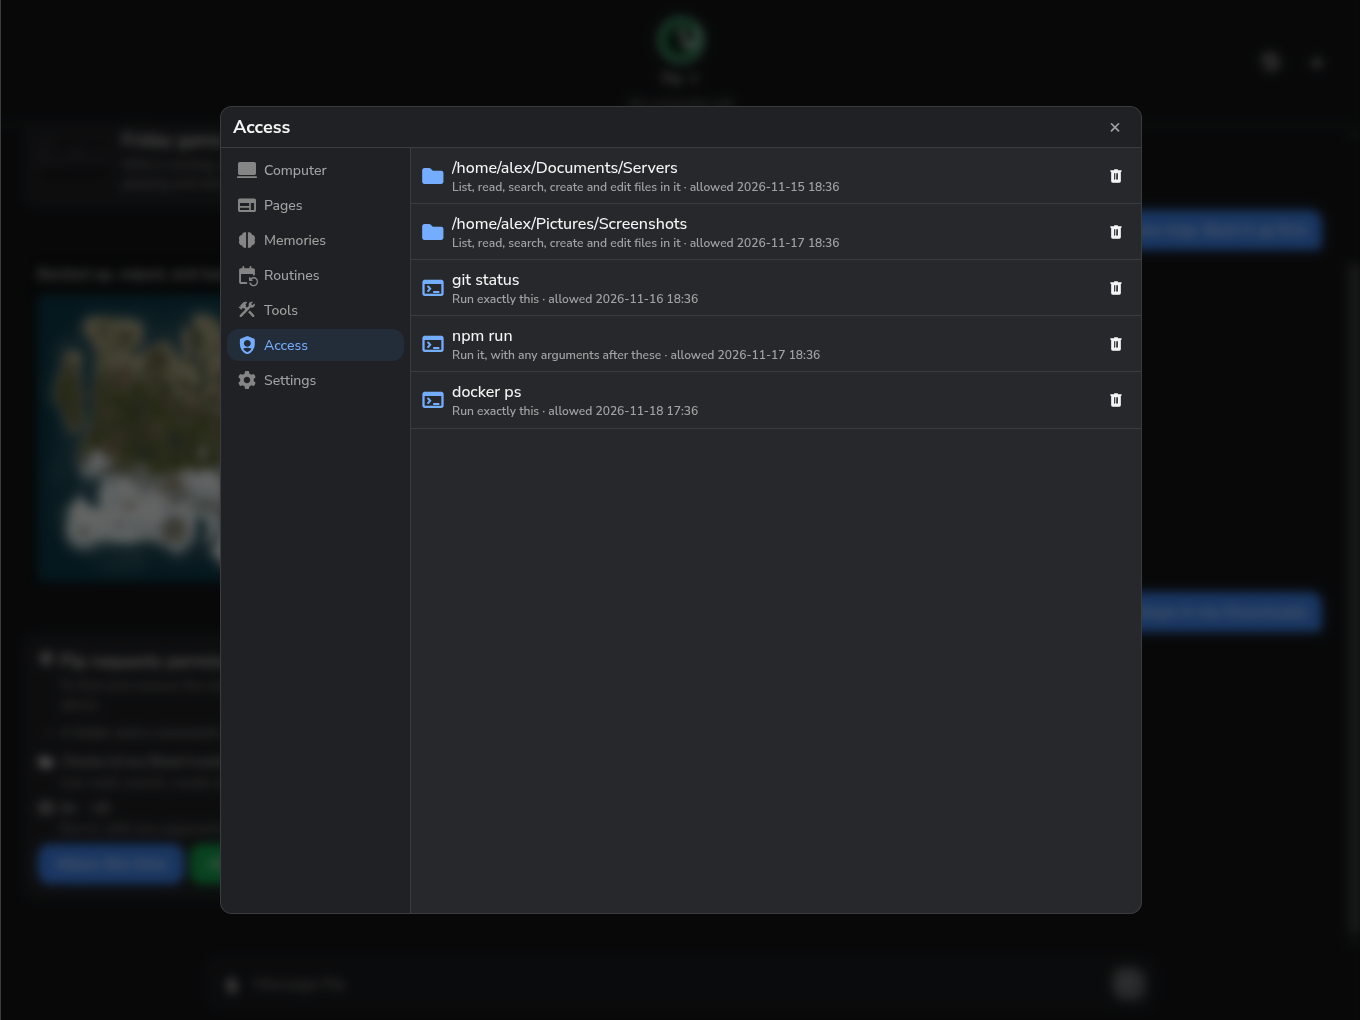 Access
Computer
Pages
Memories
Routines
Tools
Access
Settings
/home/alex/Documents/Servers
List, read, search, create and edit files in it · allowed 2026-11-15 18:36
/home/alex/Pictures/Screenshots
List, read, search, create and edit files in it · allowed 2026-11-17 18:36
git status
Run exactly this · allowed 2026-11-16 18:36
npm run
Run it, with any arguments after these · allowed 2026-11-17 18:36
docker ps
Run exactly this · allowed 2026-11-18 17:36